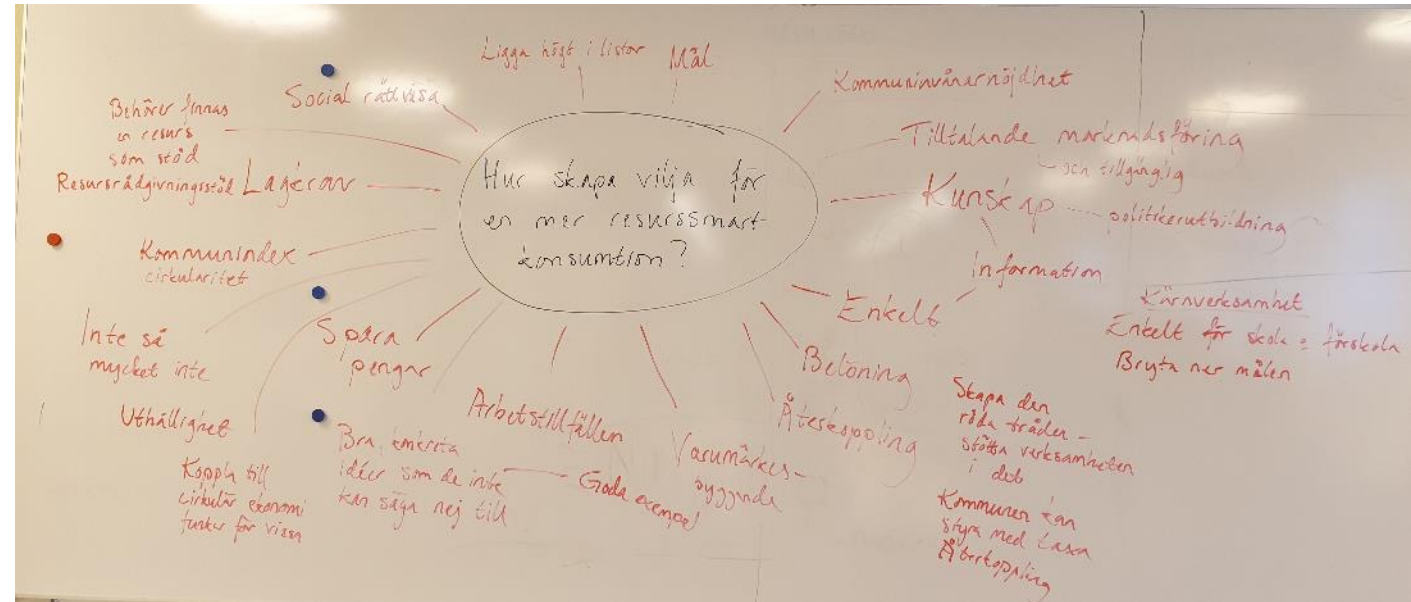 Hur skapa vilja för
en mer resurssmart
konsumtion?
Ligga högt i listor
Mål
Kommuninvånarnöjdhet
Tilltalande marknadsföring
och tillgänglig
Kunskap
politikerutbildning
information
Enkelt
Belöning
Återkoppling
Varumärkes-
byggande
Arbetstillfällen
Bra, konkreta
idéer som de inte
kan säga nej till
Goda exempel
Spara
pengar
Uthållighet
Koppla till
cirkulär ekonomi
funkar för vissa
Inte så
mycket inte
Kommunindex
cirkularitet
Resursrådgivningsstöd Lagkrav
Behöver finnas
en resurs
som stöd
Social rättvisa
Kärnverksamhet
Enkelt för skola o förskola
Bryta ner målen
Skapa den
röda tråden -
stötta verksamheten
i det
Kommunen kan
styra med taxan
Återkoppling